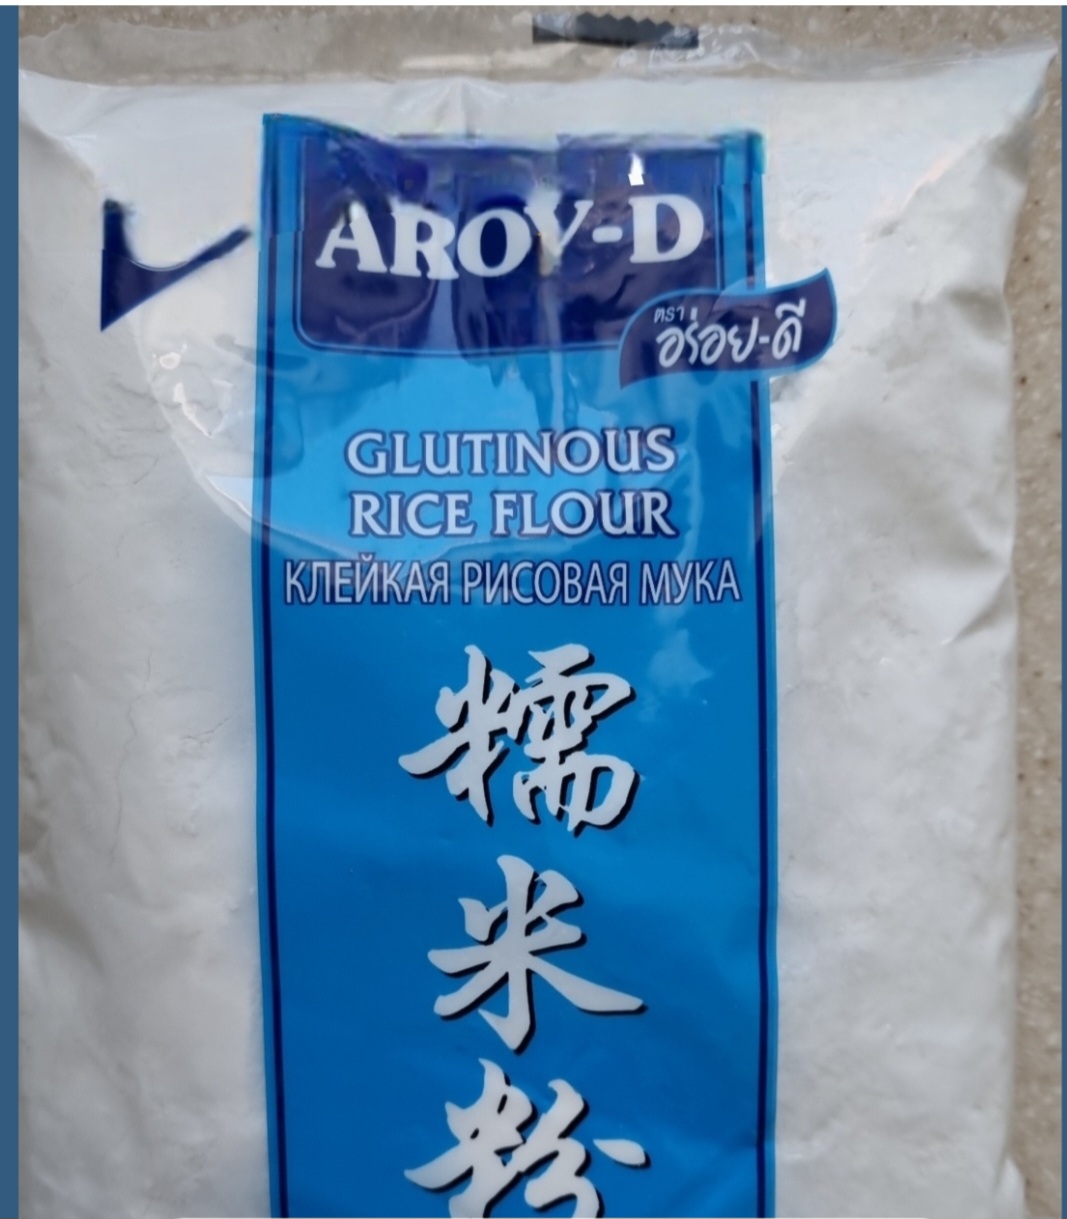 AROY-D
ตรา
อร่อย-ดี
GLUTINOUS
RICE FLOUR
КЛЕЙКАЯ РИСОВАЯ МУКА
糯
米
粉